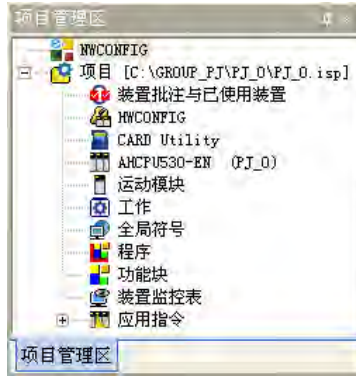 项目管理区
NWCONFIG
项目 [C:\GROUP_PJ\PJ_0\PJ_0.isp]
装置批注与已使用装置
HWCONFIG
CARD Utility
AHCPU530-EN (PJ_0)
运动模块
工作
全局符号
程序
功能块
装置监控表
应用指令
项目管理区